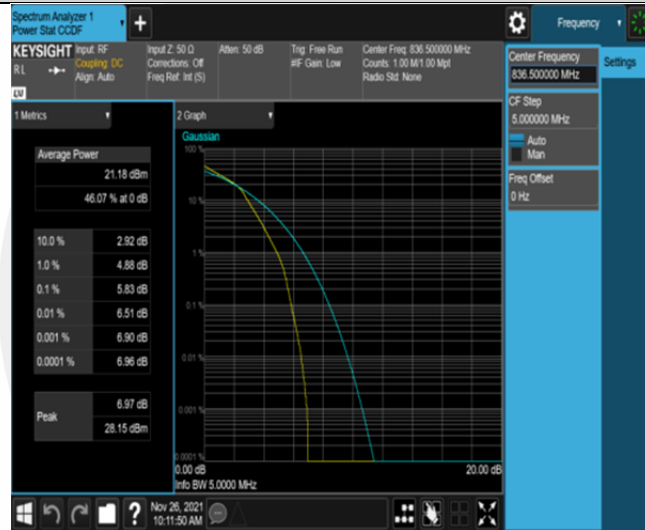 Spectrum Analyzer 1
Power Stat CCDF
+
Frequency
KEYSIGHT
R L
LXI
Input: RF
Coupling: DC
Align: Auto
Input Z: 50 Ω
Corrections: Off
Freq Ref: Int (S)
Atten: 50 dB
Trig: Free Run
#IF Gain: Low
Center Freq: 836.500000 MHz
Counts: 1.00 M/1.00 Mpt
Radio Std: None
Center Frequency
836.500000 MHz
Settings
CF Step
5.000000 MHz
Auto
Man
Freq Offset
0 Hz
1 Metrics
Average Power
21.18 dBm
46.07 % at 0 dB
10.0 % 2.92 dB
1.0 % 4.88 dB
0.1 % 5.83 dB
0.01 % 6.51 dB
0.001 % 6.90 dB
0.0001 % 6.96 dB
Peak
6.97 dB
28.15 dBm
2 Graph
Gaussian
100 %
10 %
1 %
0.1 %
0.01 %
0.001 %
0.0001 %
0.00 dB 20.00 dB
Info BW 5.0000 MHz
?
Nov 26, 2021
10:11:50 AM